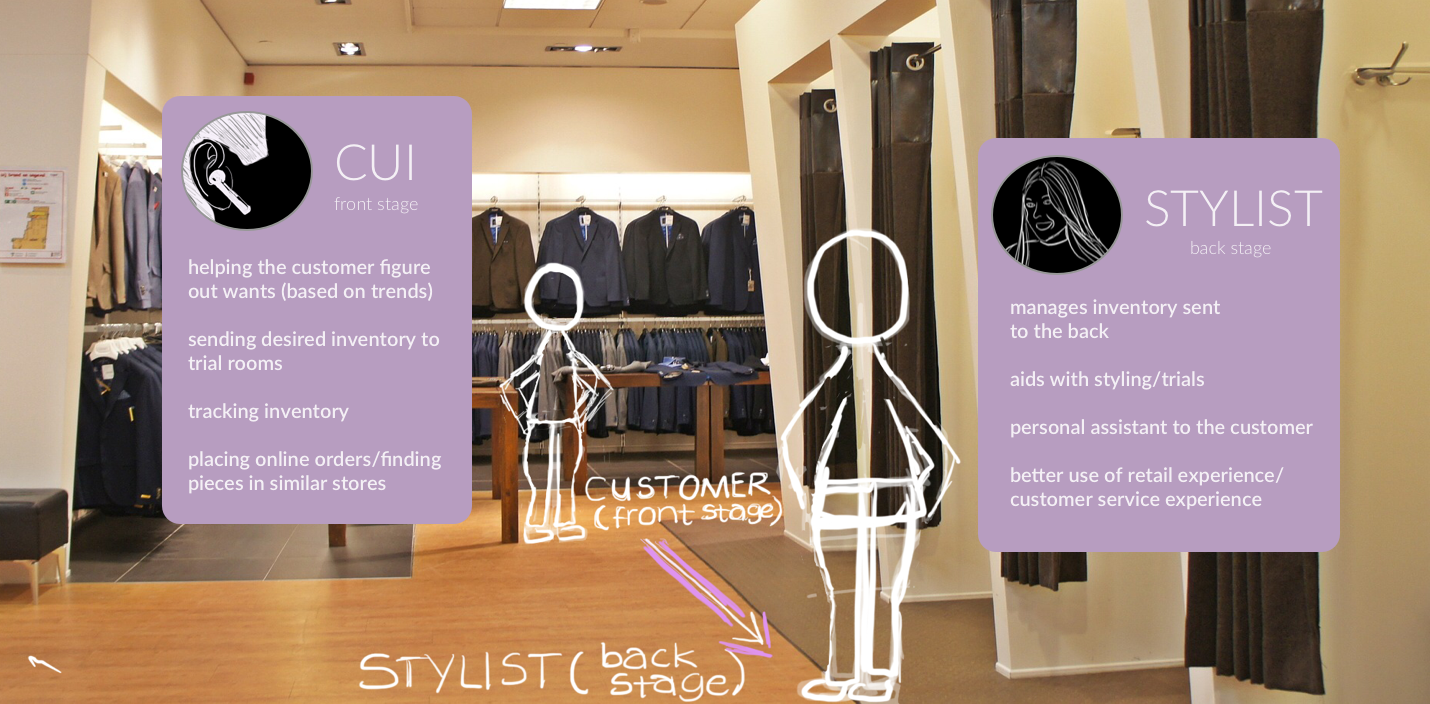 CUI
front stage
helping the customer figure
out wants (based on trends)
sending desired inventory to
trial rooms
tracking inventory
placing online orders/finding
pieces in similar stores
CUSTOMER
(front stage)
STYLIST (back
stage)
STYLIST
back stage
manages inventory sent
to the back
aids with styling/trials
personal assistant to the customer
better use of retail experience/
customer service experience